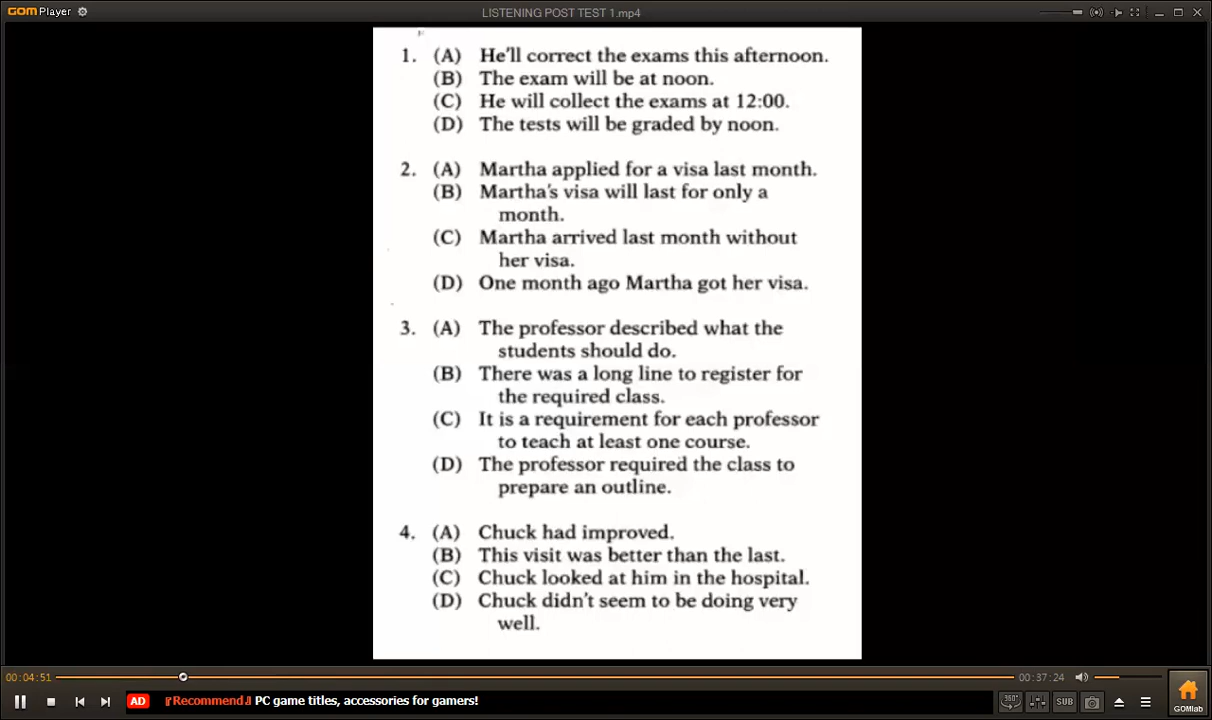 GOM Player
LISTENING POST TEST 1.mp4
1. (A) He'll correct the exams this afternoon.
(B) The exam will be at noon.
(C) He will collect the exams at 12:00.
(D) The tests will be graded by noon.
2. (A) Martha applied for a visa last month.
(B) Martha's visa will last for only a
month.
(C) Martha arrived last month without
her visa.
(D) One month ago Martha got her visa.
3. (A) The professor described what the
students should do.
(B) There was a long line to register for
the required class.
(C) It is a requirement for each professor
to teach at least one course.
(D) The professor required the class to
prepare an outline.
4. (A) Chuck had improved.
(B) This visit was better than the last.
(C) Chuck looked at him in the hospital.
(D) Chuck didn't seem to be doing very
well.
00:04:51
00:37:24
AD 『Recommend』 PC game titles, accessories for gamers!
360°
SUB
GOMlab